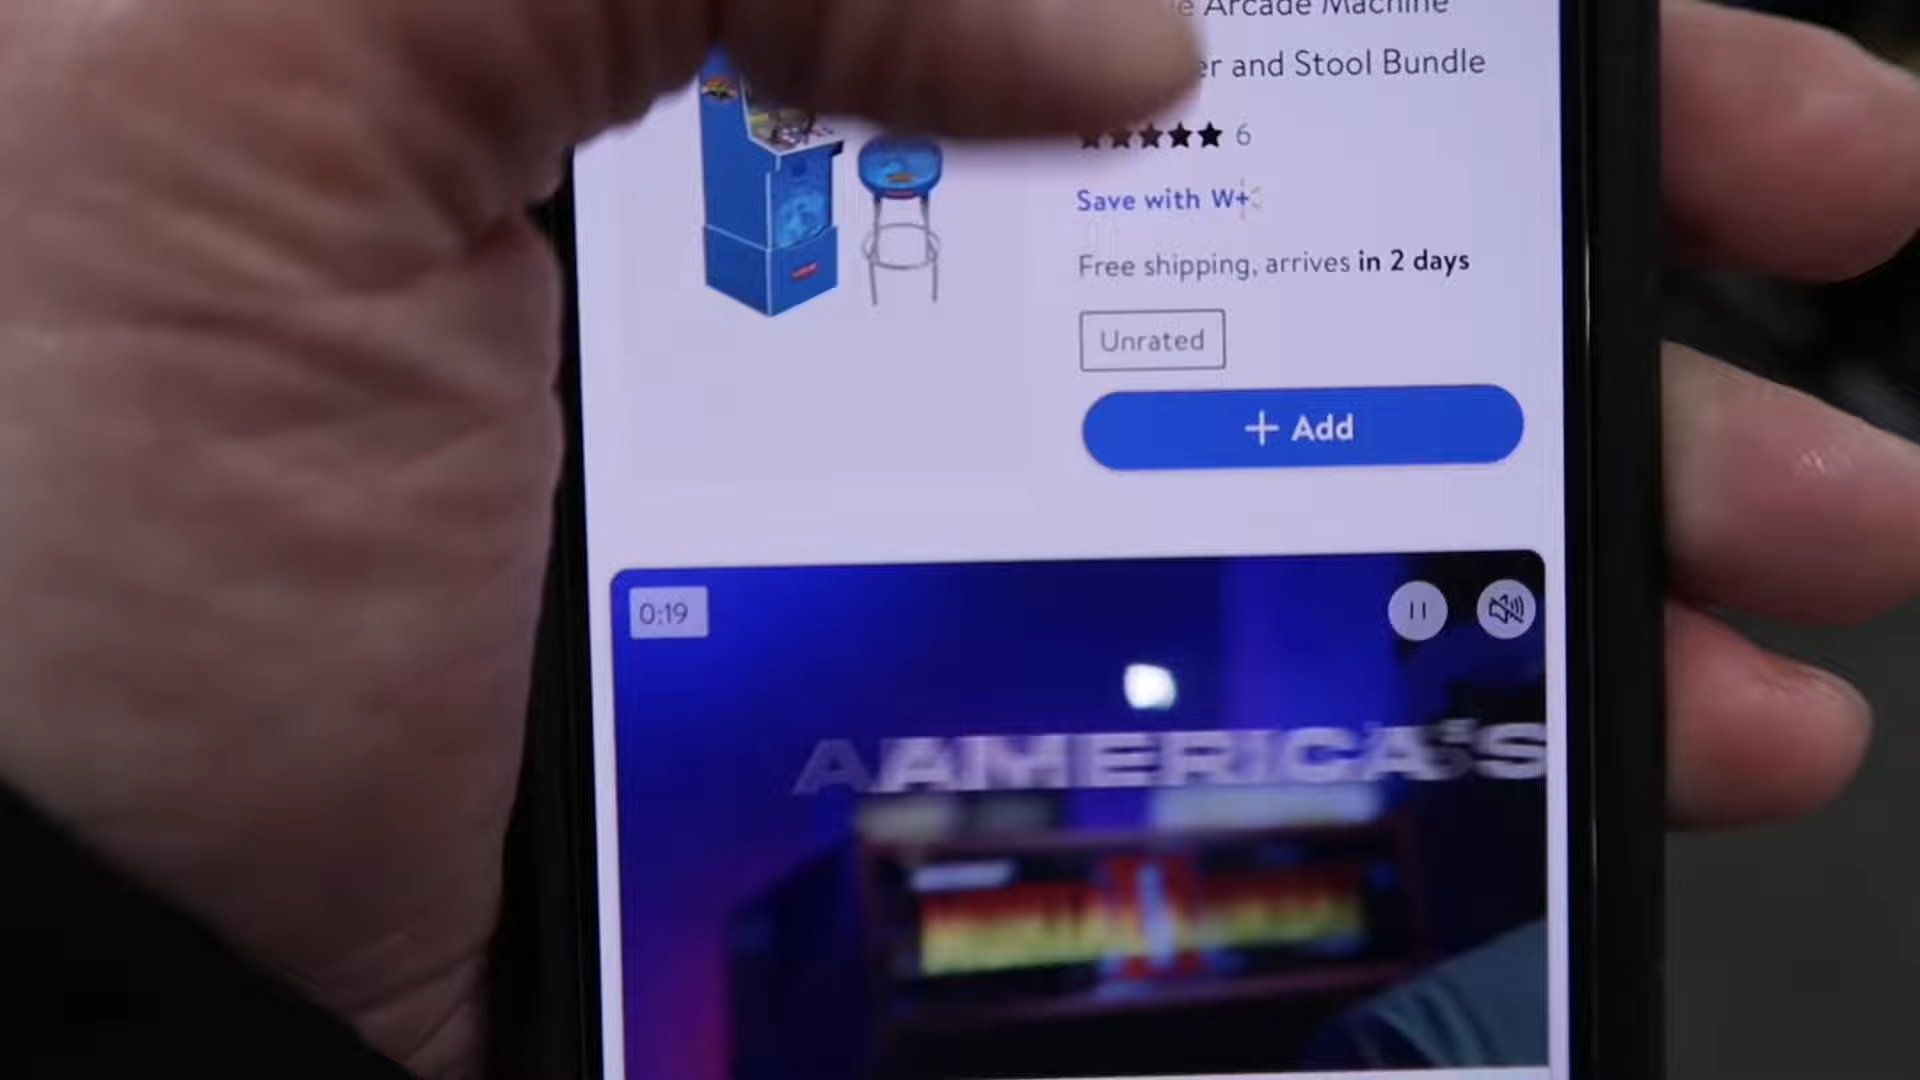 Arcade Machine
and Stool Bundle
6
Save with W+
Free shipping, arrives in 2 days
Unrated
+ Add
0:19
AMERICA'S